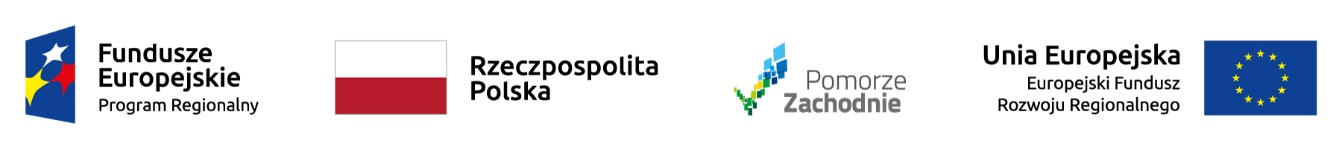 Fundusze
Europejskie
Program Regionalny
Rzeczpospolita
Polska
Pomorze
Zachodnie
Unia Europejska
Europejski Fundusz
Rozwoju Regionalnego